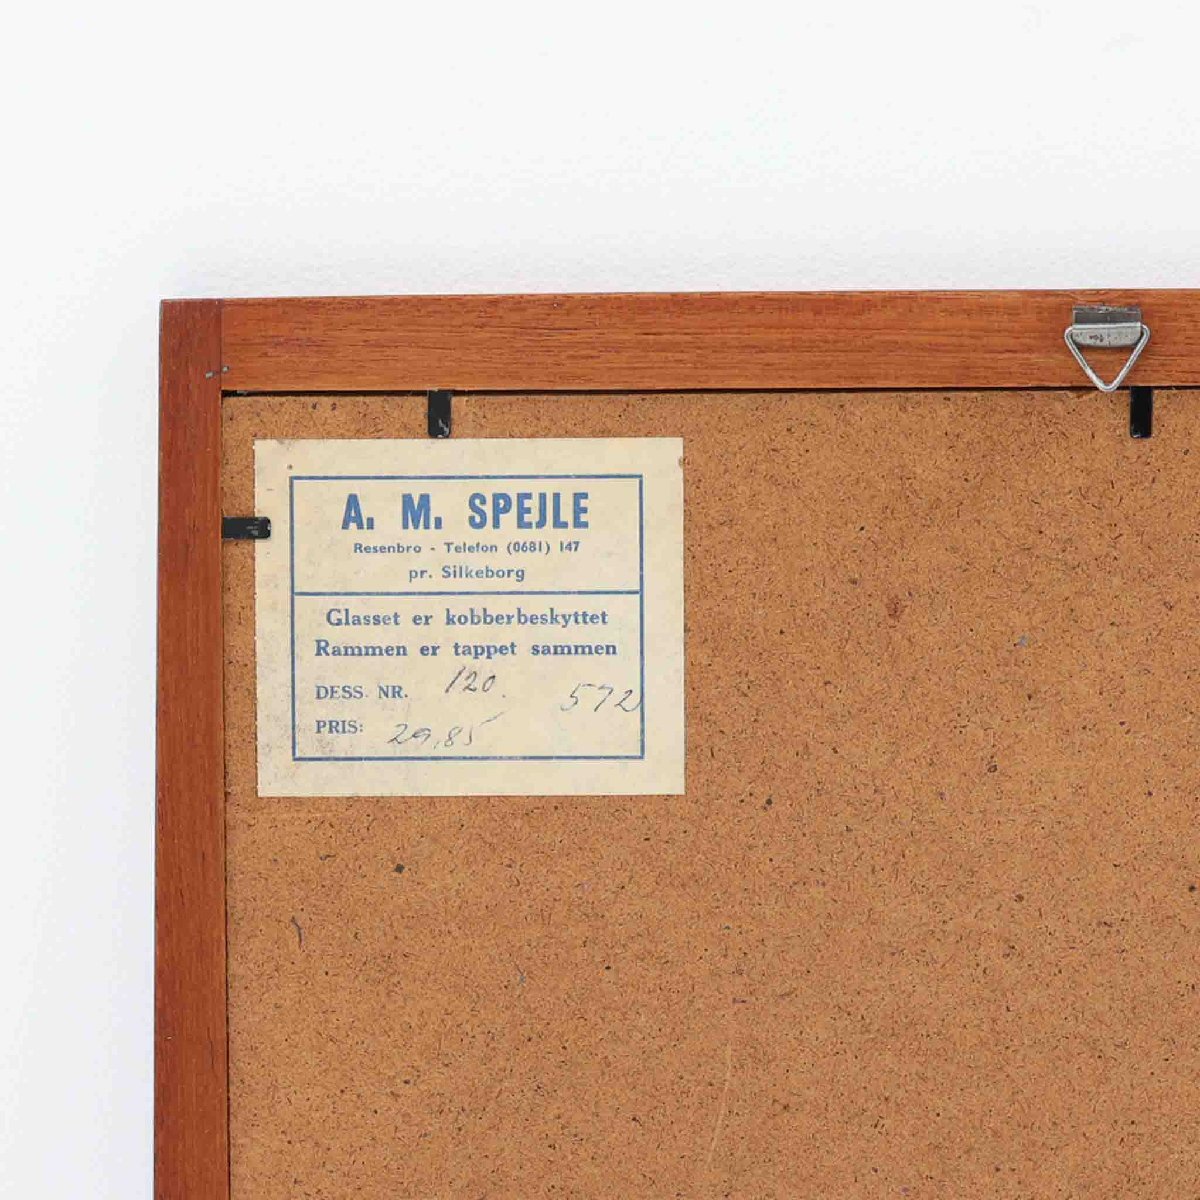 A. M. SPEJLE
Resenbro - Telefon (0681) 147
pr. Silkeborg
Glasset er kobberbeskyttet
Rammen er tappet sammen
DESS. NR. 120. 572
PRIS: 29,85